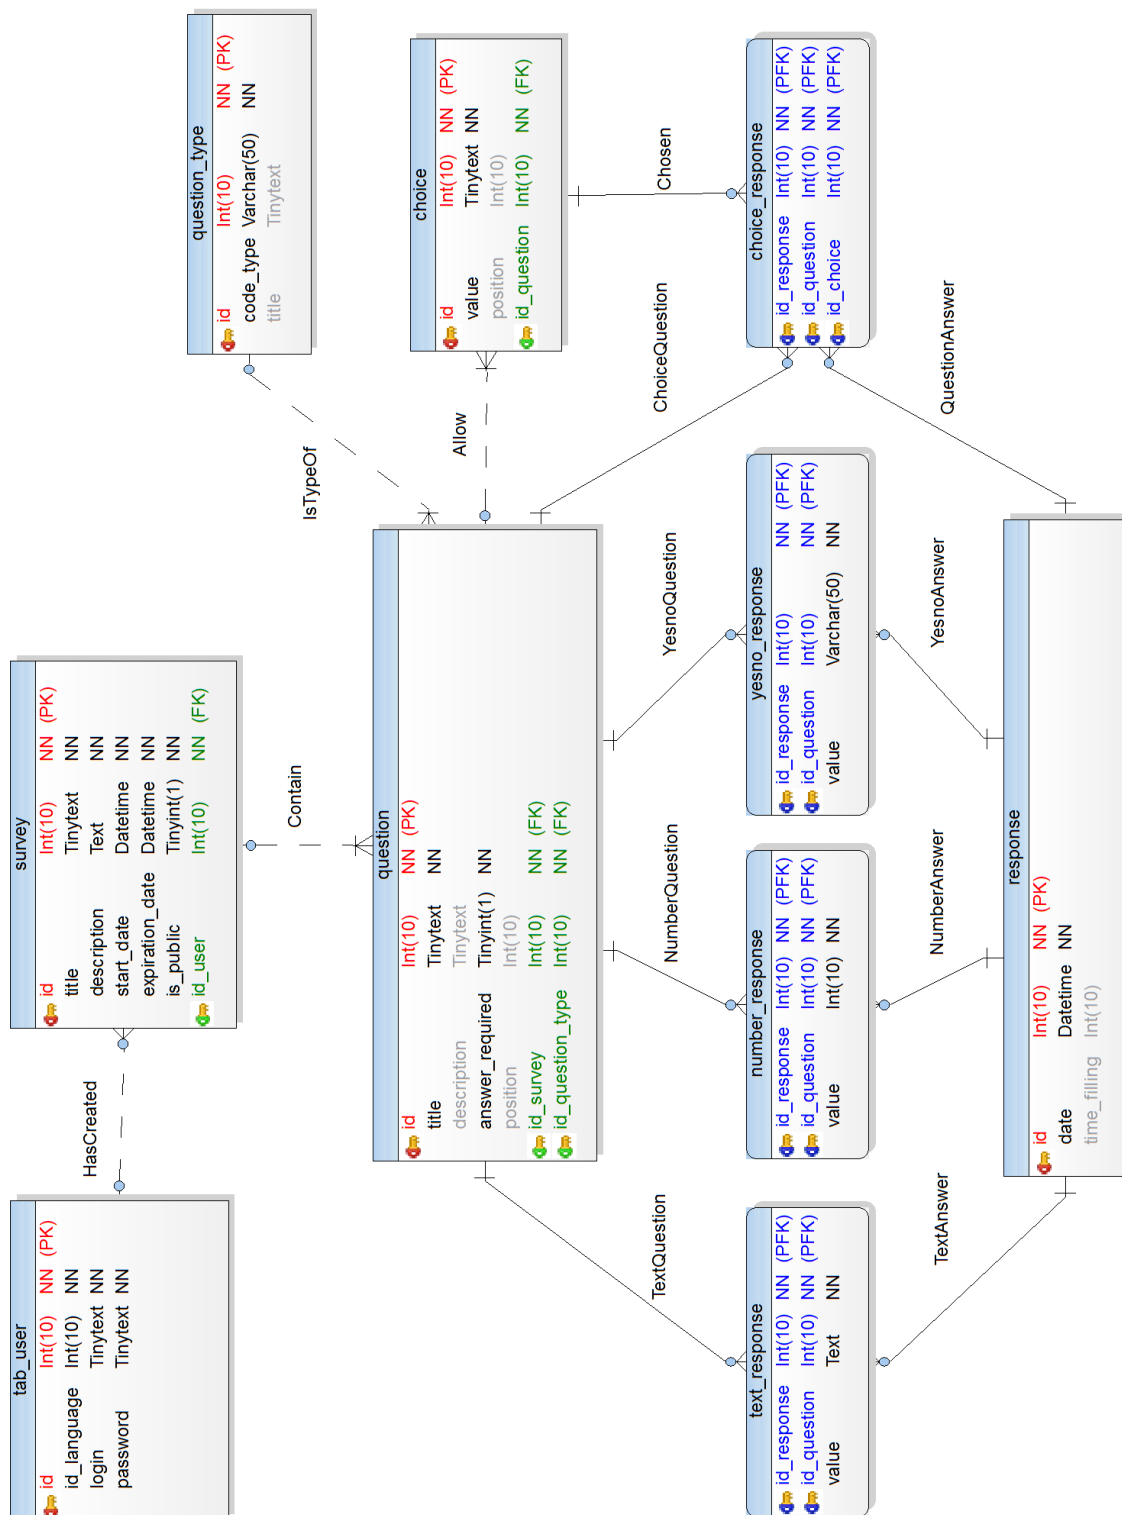 tab_user
id Int(10) NN (PK)
id_language Int(10) NN
login Tinytext NN
password Tinytext NN
HasCreated
survey
id Int(10) NN (PK)
title Tinytext NN
description Text NN
start_date Datetime NN
expiration_date Datetime NN
is_public Tinyint(1) NN
id_user Int(10) NN (FK)
Contain
question_type
id Int(10) NN (PK)
code_type Varchar(50) NN
title Tinytext
IsTypeOf
question
id Int(10) NN (PK)
title Tinytext NN
description Tinytext
answer_required Tinyint(1) NN
position Int(10)
id_survey Int(10) NN (FK)
id_question_type Int(10) NN (FK)
Allow
choice
id Int(10) NN (PK)
value Tinytext NN
position Int(10)
id_question Int(10) NN (FK)
TextQuestion
NumberQuestion
YesnoQuestion
ChoiceQuestion
Chosen
text_response
id_response Int(10) NN (PFK)
id_question Int(10) NN (PFK)
value Text NN
number_response
id_response Int(10) NN (PFK)
id_question Int(10) NN (PFK)
value Int(10) NN
yesno_response
id_response Int(10) NN (PFK)
id_question Int(10) NN (PFK)
value Varchar(50) NN
choice_response
id_response Int(10) NN (PFK)
id_question Int(10) NN (PFK)
id_choice Int(10) NN (PFK)
TextAnswer
NumberAnswer
YesnoAnswer
QuestionAnswer
response
id Int(10) NN (PK)
date Datetime NN
time_filling Int(10)